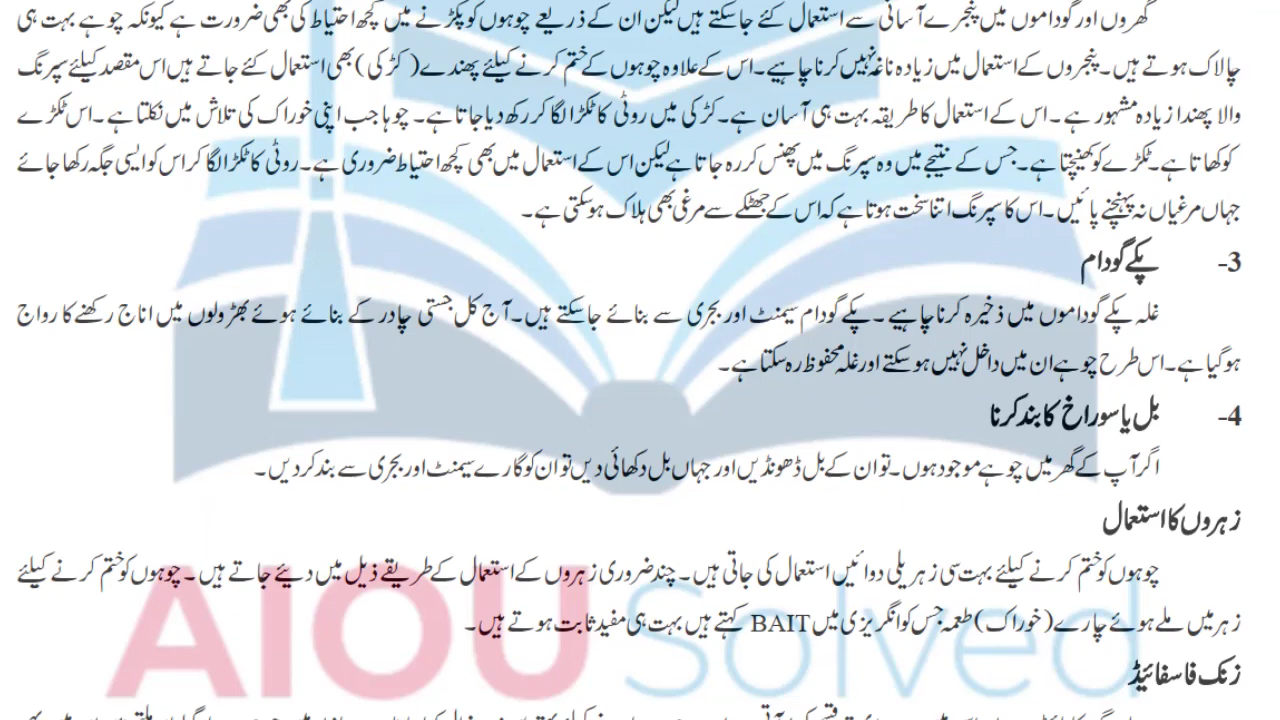 گھروں اور گوداموں میں پنجرے آسانی سے استعمال کئے جاسکتے ہیں لیکن ان کے ذریعے چوہوں کو پکڑنے میں کچھ احتیاط کی بھی ضرورت ہے کیونکہ چوہے بہت ہی
چالاک ہوتے ہیں۔ پنجروں کے استعمال میں زیادہ ناغہ نہیں کرنا چاہیے۔ اس کے علاوہ چوہوں کے ختم کرنے کیلئے پھندے (کڑکی) بھی استعمال کئے جاتے ہیں اس مقصد کیلئے سپرنگ
والا پھندا زیادہ مشہور ہے۔ اس کے استعمال کا طریقہ بہت ہی آسان ہے۔ کڑکی میں روٹی کا ٹکڑا لگا کر رکھ دیا جاتا ہے۔ چوہا جب اپنی خوراک کی تلاش میں نکلتا ہے۔ اس ٹکڑے
کو کھاتا ہے۔ ٹکڑے کو کھینچتا ہے۔ جس کے نتیجے میں وہ سپرنگ میں پھنس کر رہ جاتا ہے لیکن اس کے استعمال میں بھی کچھ احتیاط ضروری ہے۔ روٹی کا ٹکڑا لگا کر اس کو ایسی جگہ رکھا جائے
جہاں مرغیاں نہ پہنچنے پائیں۔ اس کا سپرنگ اتنا سخت ہوتا ہے کہ اس کے جھٹکے سے مرغی بھی ہلاک ہوسکتی ہے۔
3- پکے گودام
غلہ پکے گوداموں میں ذخیرہ کرنا چاہیے۔ پکے گودام سیمنٹ اور بجری سے بنائے جاسکتے ہیں۔ آج کل جستی چادر کے بنائے ہوئے بھڑولوں میں اناج رکھنے کا رواج
ہوگیا ہے۔ اس طرح چوہے ان میں داخل نہیں ہوسکتے اور غلہ محفوظ رہ سکتا ہے۔
4- بل یا سوراخ کا بند کرنا
اگر آپ کے گھر میں چوہے موجود ہوں۔ تو ان کے بل ڈھونڈیں اور جہاں بل دکھائی دیں تو ان کو گارے سیمنٹ اور بجری سے بند کردیں۔
زہروں کا استعمال
چوہوں کو ختم کرنے کیلئے بہت سی زہریلی دوائیں استعمال کی جاتی ہیں۔ چند ضروری زہروں کے استعمال کے طریقے ذیل میں دیئے جاتے ہیں۔ چوہوں کو ختم کرنے کیلئے
زہر میں ملے ہوئے چارے (خوراک) طعمہ جس کو انگریزی میں BAIT کہتے ہیں بہت ہی مفید ثابت ہوتے ہیں۔
AIOU Solved
زنک فاسفائیڈ